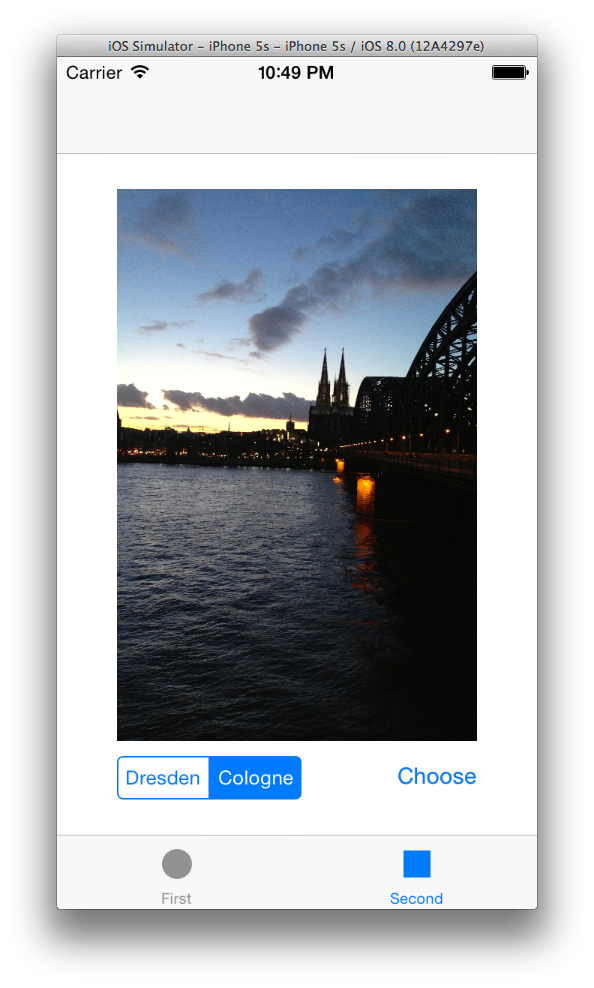 iOS Simulator – iPhone 5s – iPhone 5s / iOS 8.0 (12A4297e)
Carrier 10:49 PM
Dresden Cologne Choose
First Second